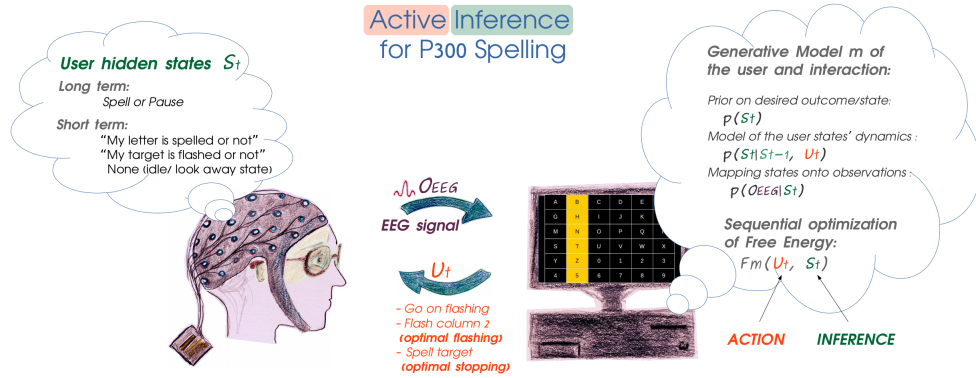 Active Inference
for P300 Spelling
User hidden states St
Long term:
Spell or Pause
Short term:
"My letter is spelled or not"
"My target is flashed or not"
None (idle/ look away state)
OEEG
EEG signal
Ut
- Go on flashing
- Flash column 2
(optimal flashing)
- Spell target
(optimal stopping)
A B C D E
G H I J K
M N O P Q
S T U V W X
Y Z 0 1 2 3
4 5 6 7 8 9
Generative Model m of
the user and interaction:
Prior on desired outcome/state:
p(St)
Model of the user states' dynamics :
p(St|St-1, Ut)
Mapping states onto observations :
p(OEEG|St)
Sequential optimization
of Free Energy:
Fm(Ut, St)
ACTION INFERENCE